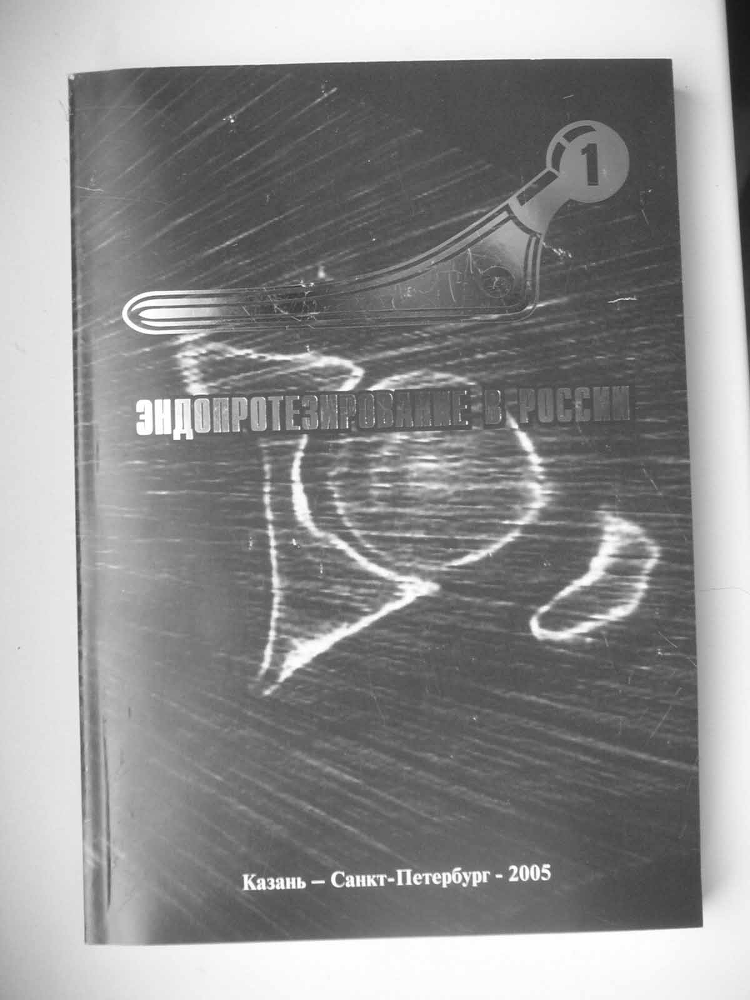 1
ЭНДОПРОТЕЗИРОВАНИЕ В РОССИИ
Казань – Санкт-Петербург - 2005